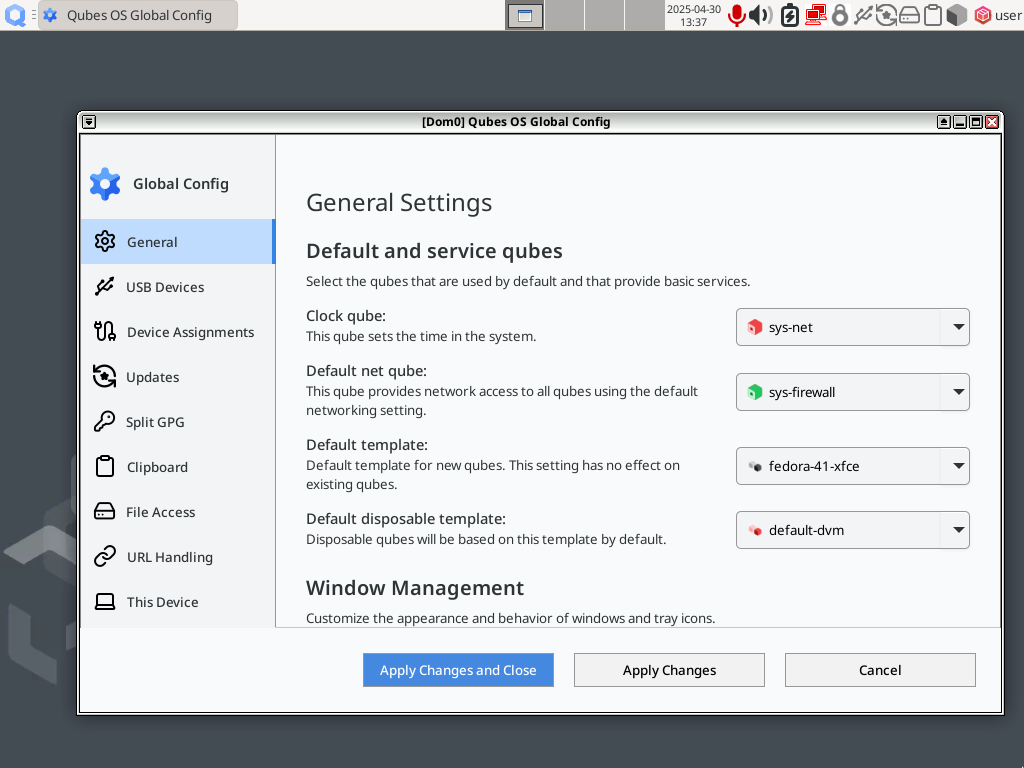 Qubes OS Global Config
2025-04-30
13:37
user
[Dom0] Qubes OS Global Config
Global Config
General
USB Devices
Device Assignments
Updates
Split GPG
Clipboard
File Access
URL Handling
This Device
General Settings
Default and service qubes
Select the qubes that are used by default and that provide basic services.
Clock qube:
This qube sets the time in the system.
sys-net
Default net qube:
This qube provides network access to all qubes using the default
networking setting.
sys-firewall
Default template:
Default template for new qubes. This setting has no effect on
existing qubes.
fedora-41-xfce
Default disposable template:
Disposable qubes will be based on this template by default.
default-dvm
Window Management
Customize the appearance and behavior of windows and tray icons.
Apply Changes and Close
Apply Changes
Cancel